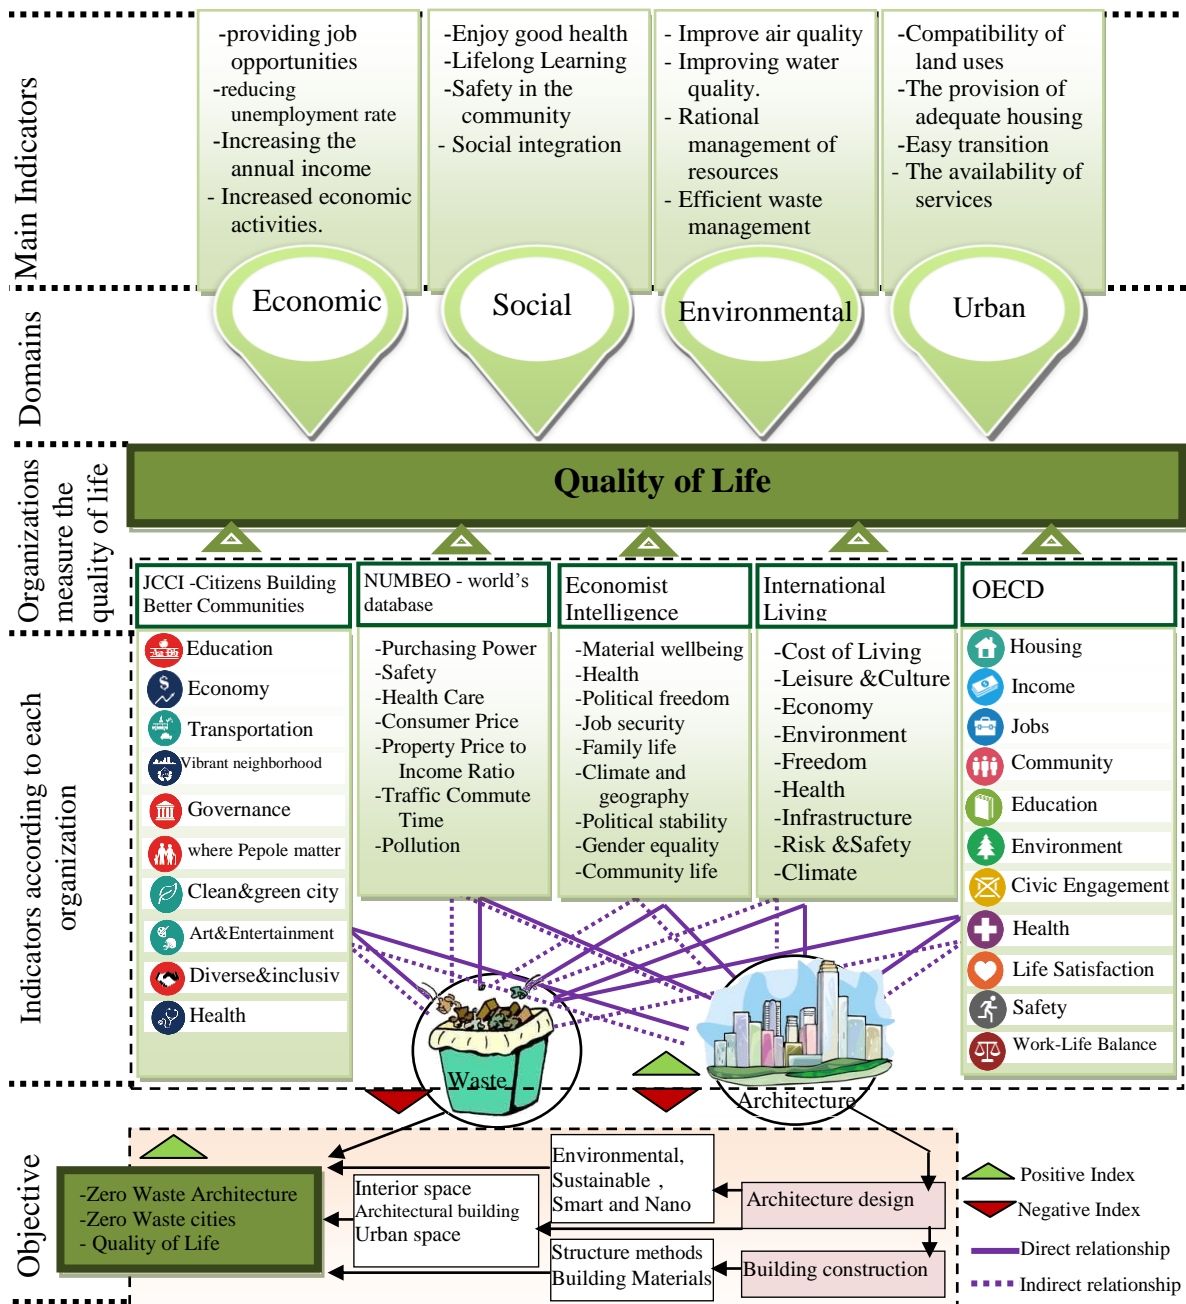 Main Indicators
-providing job
opportunities
-reducing
unemployment rate
-Increasing the
annual income
- Increased economic
activities.
-Enjoy good health
-Lifelong Learning
-Safety in the
community
- Social integration
- Improve air quality
- Improving water
quality.
- Rational
management of
resources
- Efficient waste
management
-Compatibility of
land uses
-The provision of
adequate housing
-Easy transition
- The availability of
services
Domains
Economic
Social
Environmental
Urban
Organizations
measure the
quality of life
Quality of Life
JCCI -Citizens Building
Better Communities
NUMBEO - world's
database
Economist
Intelligence
International
Living
OECD
Indicators according to each
organization
Education
Economy
Transportation
Vibrant neighborhood
Governance
where Pepole matter
Clean&green city
Art&Entertainment
Diverse&inclusiv
Health
-Purchasing Power
-Safety
-Health Care
-Consumer Price
-Property Price to
Income Ratio
-Traffic Commute
Time
-Pollution
-Material wellbeing
-Health
-Political freedom
-Job security
-Family life
-Climate and
geography
-Political stability
-Gender equality
-Community life
-Cost of Living
-Leisure &Culture
-Economy
-Environment
-Freedom
-Health
-Infrastructure
-Risk &Safety
-Climate
Housing
Income
Jobs
Community
Education
Environment
Civic Engagement
Health
Life Satisfaction
Safety
Work-Life Balance
Waste
Architecture
Objective
-Zero Waste Architecture
-Zero Waste cities
- Quality of Life
Interior space
Architectural building
Urban space
Environmental,
Sustainable ,
Smart and Nano
Structure methods
Building Materials
Architecture design
Building construction
Positive Index
Negative Index
Direct relationship
Indirect relationship